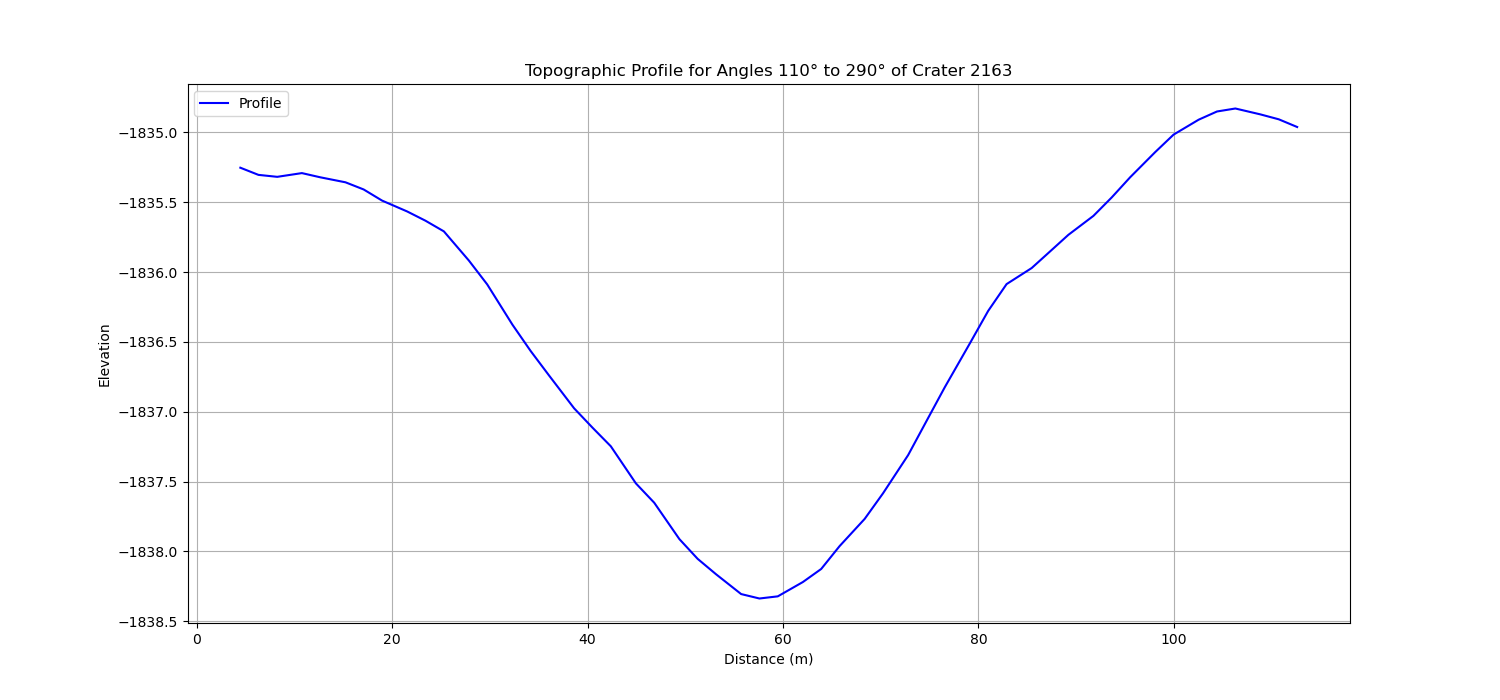 Topographic Profile for Angles 110° to 290° of Crater 2163
Profile
−1835.0
−1835.5
−1836.0
−1836.5
−1837.0
−1837.5
−1838.0
−1838.5
Elevation
0 20 40 60 80 100
Distance (m)